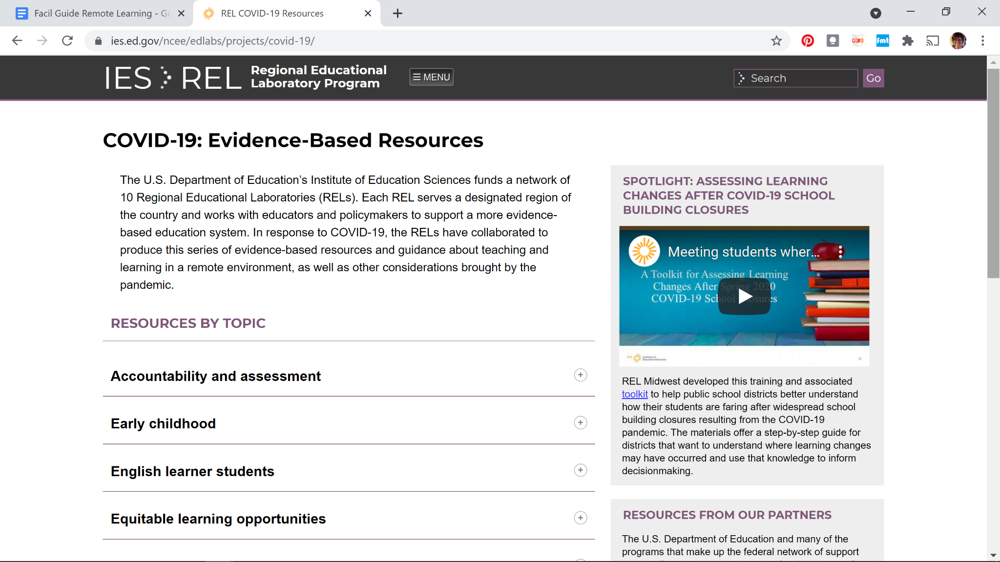 Facil Guide Remote Learning - Go
REL COVID-19 Resources
ies.ed.gov/ncee/edlabs/projects/covid-19/
PDF JS
fmt
IES REL
Regional Educational
Laboratory Program
MENU
Search
Go
COVID-19: Evidence-Based Resources
The U.S. Department of Education’s Institute of Education Sciences funds a network of
10 Regional Educational Laboratories (RELs). Each REL serves a designated region of
the country and works with educators and policymakers to support a more evidence-
based education system. In response to COVID-19, the RELs have collaborated to
produce this series of evidence-based resources and guidance about teaching and
learning in a remote environment, as well as other considerations brought by the
pandemic.
RESOURCES BY TOPIC
Accountability and assessment
Early childhood
English learner students
Equitable learning opportunities
SPOTLIGHT: ASSESSING LEARNING
CHANGES AFTER COVID-19 SCHOOL
BUILDING CLOSURES
Meeting students wher...
A Toolkit for Assessing Learning
Changes After Spring 2020
COVID-19 School Closures
Institute of
Education Sciences
REL Midwest developed this training and associated
toolkit to help public school districts better understand
how their students are faring after widespread school
building closures resulting from the COVID-19
pandemic. The materials offer a step-by-step guide for
districts that want to understand where learning changes
may have occurred and use that knowledge to inform
decisionmaking.
RESOURCES FROM OUR PARTNERS
The U.S. Department of Education and many of the
programs that make up the federal network of support